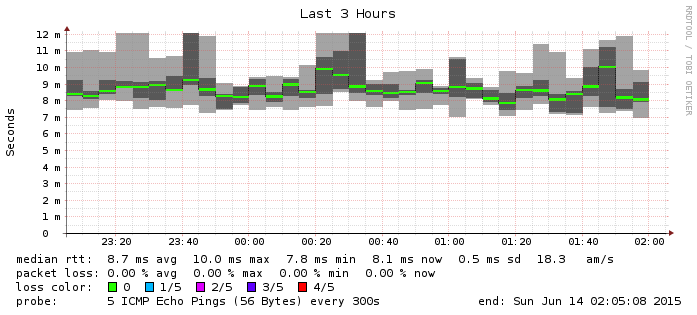 Last 3 Hours
RRDTOOL / TOBI OETIKER
Seconds
12 m
11 m
10 m
9 m
8 m
7 m
6 m
5 m
4 m
3 m
2 m
1 m
0
23:20 23:40 00:00 00:20 00:40 01:00 01:20 01:40 02:00
median rtt: 8.7 ms avg 10.0 ms max 7.8 ms min 8.1 ms now 0.5 ms sd 18.3 am/s
packet loss: 0.00 % avg 0.00 % max 0.00 % min 0.00 % now
loss color: 0 1/5 2/5 3/5 4/5
probe: 5 ICMP Echo Pings (56 Bytes) every 300s end: Sun Jun 14 02:05:08 2015